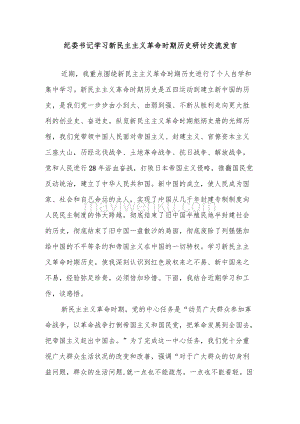 纪委书记学习新民主主义革命时期历史研讨交流发言
近期，我重点围绕新民主主义革命时期历史进行了个人自学和
集中学习。新民主主义革命时期的历史是五四运动到建立新中国的历
史，是我们党一步步由小到大、由弱到强、不断从胜利走向更大胜利
的创业史、奋进史。纵览新民主主义革命时期能炳史册的光辉历
程，我们党带领中国人民面对帝国主义、封建主义、官僚资本主义
三座大山，历经北伐战争、土地革命战争、抗日战争、解放战争，
党和人民进行28年浴血奋战，打败日本帝国主义侵略，推翻国民党
反动统治，建立了中华人民共和国。新中国的成立，使人民成为国
家、社会和自己命运的主人，实现了中国从几千年封建专制制度向
人民民主制度的伟大跨越，彻底结束了旧中国半殖民地半封建社会
的历史，彻底结束了旧中国一盘散沙的局面，彻底废除了列强强加
给中国的不平等条约和帝国主义在中国的一切特权。学习新民主主
义革命时期历史，使我深刻认识到红色政权来之不易、新中国来之
不易，经验弥足珍贵，必须倍加珍惜。下面，我结合近期学习和工
作，谈感悟。
新民主主义革命时期，党的中心任务是“动员广大群众参加革
命战争，以革命战争打倒帝国主义和国民党，把革命发展到全国去，
把帝国主义赶出中国去。”为了完成这一中心任务，我们党十分重
视广大群众生活状况的改变和改善，强调“对于广大群众的切身利
益问题，群众的生活问题，就一点也不能疏忽，一点也不能看轻。因